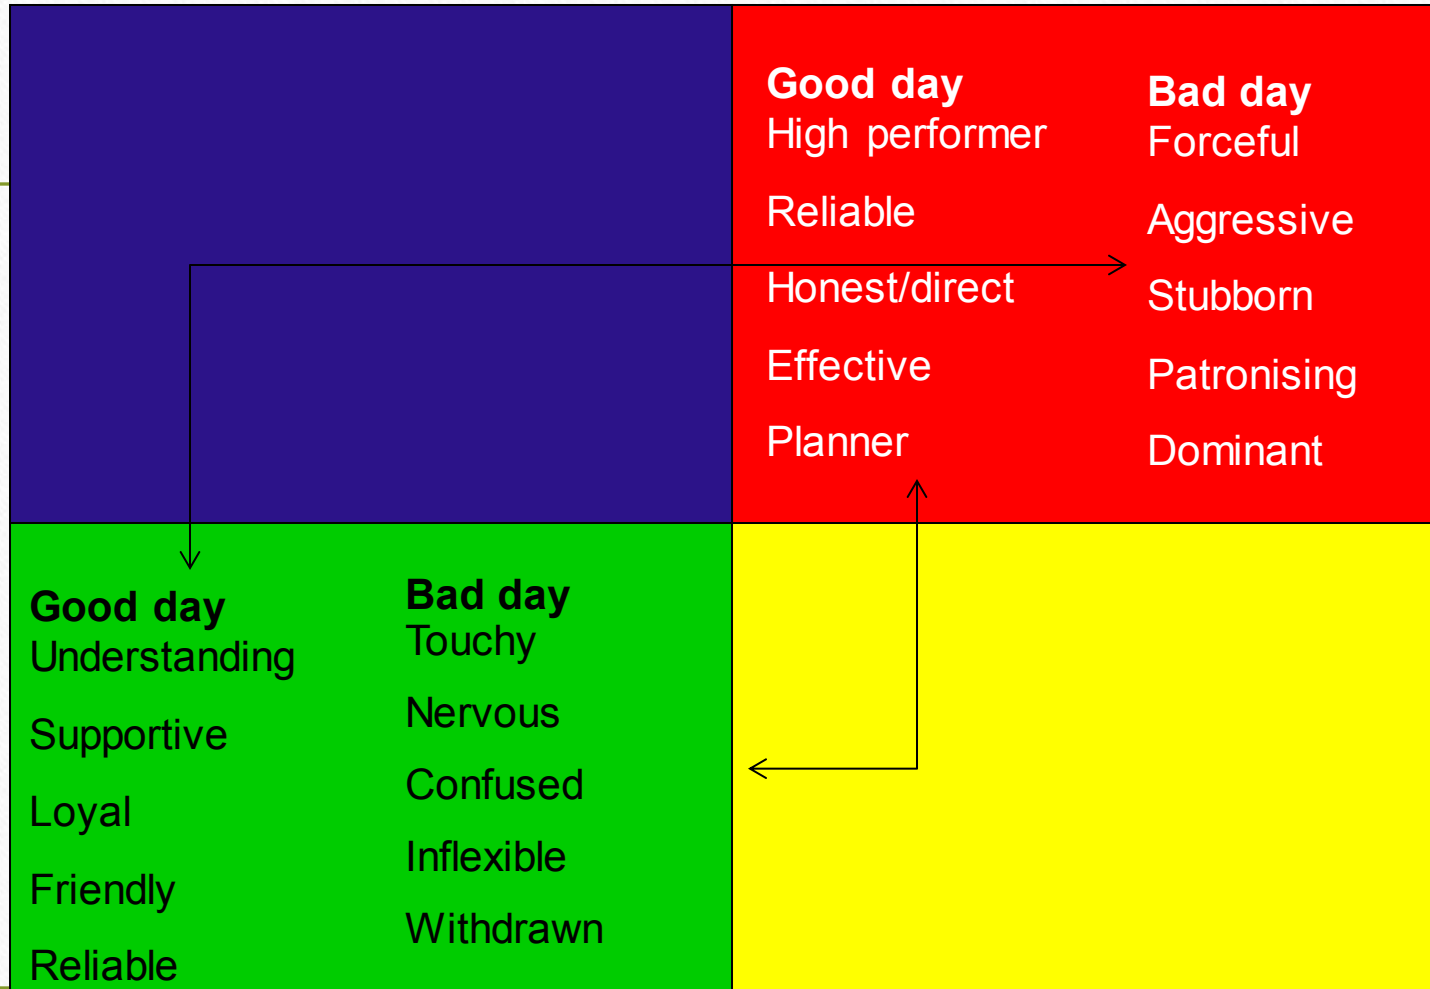 Good day
High performer
Reliable
Honest/direct
Effective
Planner
Bad day
Forceful
Aggressive
Stubborn
Patronising
Dominant
Good day
Understanding
Supportive
Loyal
Friendly
Reliable
Bad day
Touchy
Nervous
Confused
Inflexible
Withdrawn